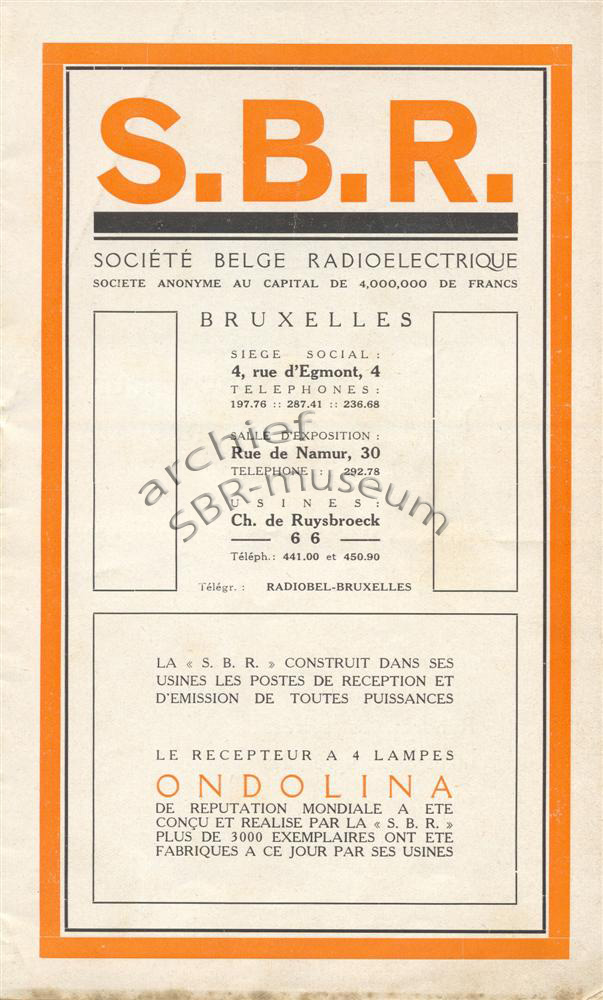 S.B.R.
SOCIÉTÉ BELGE RADIOELECTRIQUE
SOCIETE ANONYME AU CAPITAL DE 4,000,000 DE FRANCS
BRUXELLES
SIEGE SOCIAL :
4, rue d'Egmont, 4
TELEPHONES :
197.76 :: 287.41 :: 236.68
SALLE D'EXPOSITION :
Rue de Namur, 30
TELEPHONE : 292.78
USINES :
Ch. de Ruysbroeck
— 66 —
Téléph. : 441.00 et 450.90
Télégr. : RADIOBEL-BRUXELLES
archief
SBR-museum
LA « S. B. R. » CONSTRUIT DANS SES
USINES LES POSTES DE RECEPTION ET
D'EMISSION DE TOUTES PUISSANCES
LE RECEPTEUR A 4 LAMPES
ONDOLINA
DE REPUTATION MONDIALE A ETE
CONÇU ET REALISE PAR LA « S. B. R. »
PLUS DE 3000 EXEMPLAIRES ONT ETE
FABRIQUES A CE JOUR PAR SES USINES